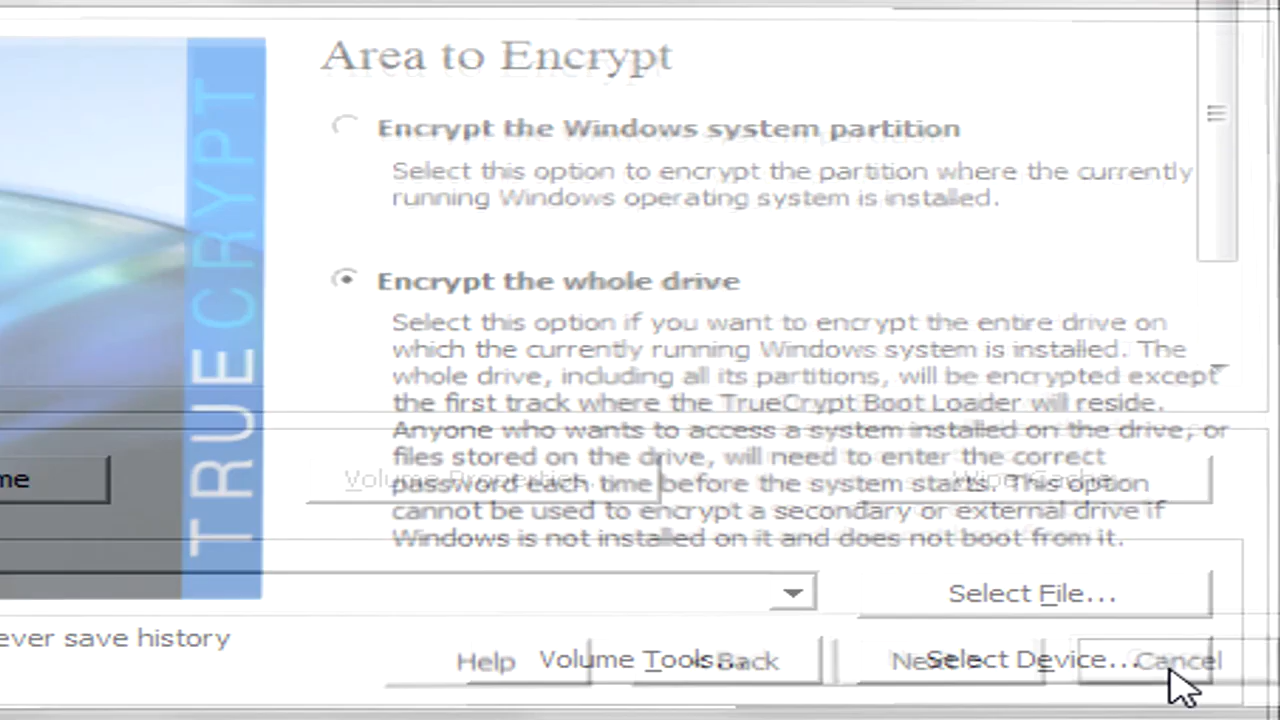 Area to Encrypt
Encrypt the Windows system partition
Select this option to encrypt the partition where the currently
running Windows operating system is installed.
Encrypt the whole drive
Select this option if you want to encrypt the entire drive on
which the currently running Windows system is installed. The
whole drive, including all its partitions, will be encrypted except
the first track where the TrueCrypt Boot Loader will reside.
Anyone who wants to access a system installed on the drive, or
files stored on the drive, will need to enter the correct
password each time before the system starts. This option
cannot be used to encrypt a secondary or external drive if
Windows is not installed on it and does not boot from it.
TRUECRYPT
me
Volume Properties...
Wipe Cache
Select File...
ever save history
Help
Volume Tools...
Back
Next >
Select Device...
Cancel